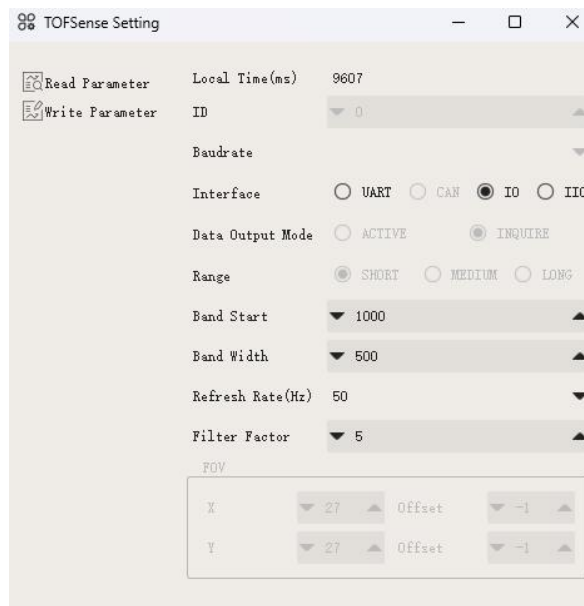 TOFSense Setting
Read Parameter
Write Parameter
Local Time(ms) 9607
ID 0
Baudrate
Interface UART CAN IO IIC
Data Output Mode ACTIVE INQUIRE
Range SHORT MEDIUM LONG
Band Start 1000
Band Width 500
Refresh Rate(Hz) 50
Filter Factor 5
FOV
X 27 Offset -1
Y 27 Offset -1